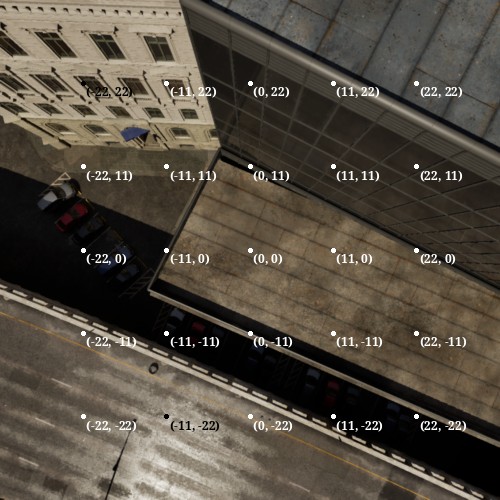 (-22, 22) (-11, 22) (0, 22) (11, 22) (22, 22)
(-22, 11) (-11, 11) (0, 11) (11, 11) (22, 11)
(-22, 0) (-11, 0) (0, 0) (11, 0) (22, 0)
(-22, -11) (-11, -11) (0, -11) (11, -11) (22, -11)
(-22, -22) (-11, -22) (0, -22) (11, -22) (22, -22)